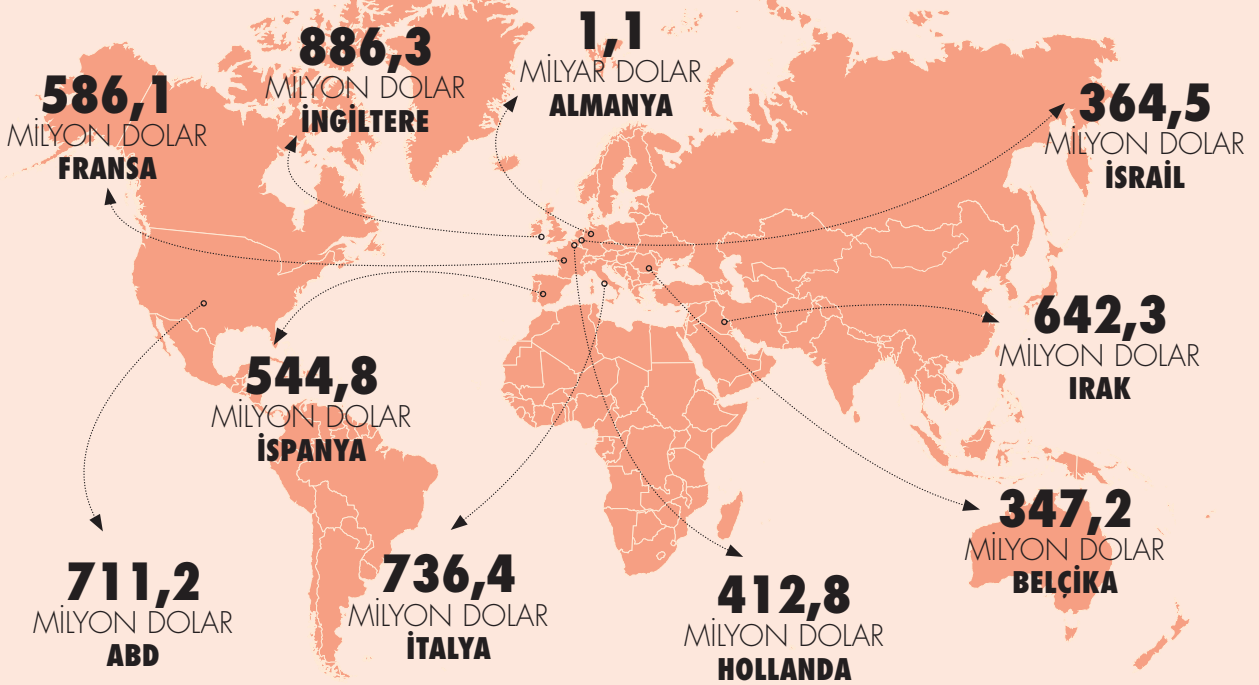 586,1
MİLYON DOLAR
FRANSA
886,3
MİLYON DOLAR
İNGİLTERE
1,1
MİLYAR DOLAR
ALMANYA
364,5
MİLYON DOLAR
İSRAİL
544,8
MİLYON DOLAR
İSPANYA
642,3
MİLYON DOLAR
IRAK
711,2
MİLYON DOLAR
ABD
736,4
MİLYON DOLAR
İTALYA
412,8
MİLYON DOLAR
HOLLANDA
347,2
MİLYON DOLAR
BELÇİKA